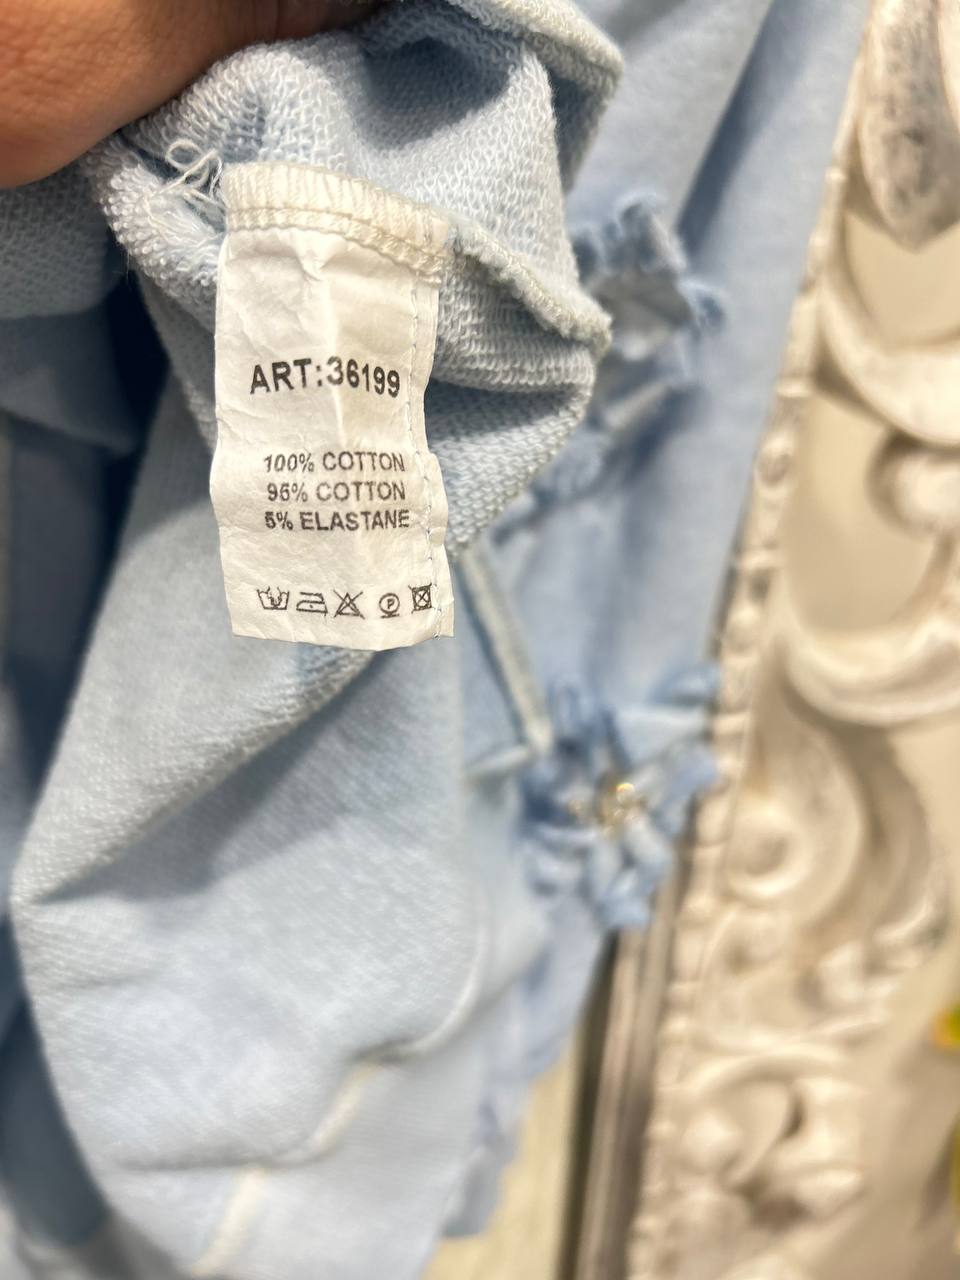 ART:36199
100% COTTON
95% COTTON
5% ELASTANE
P